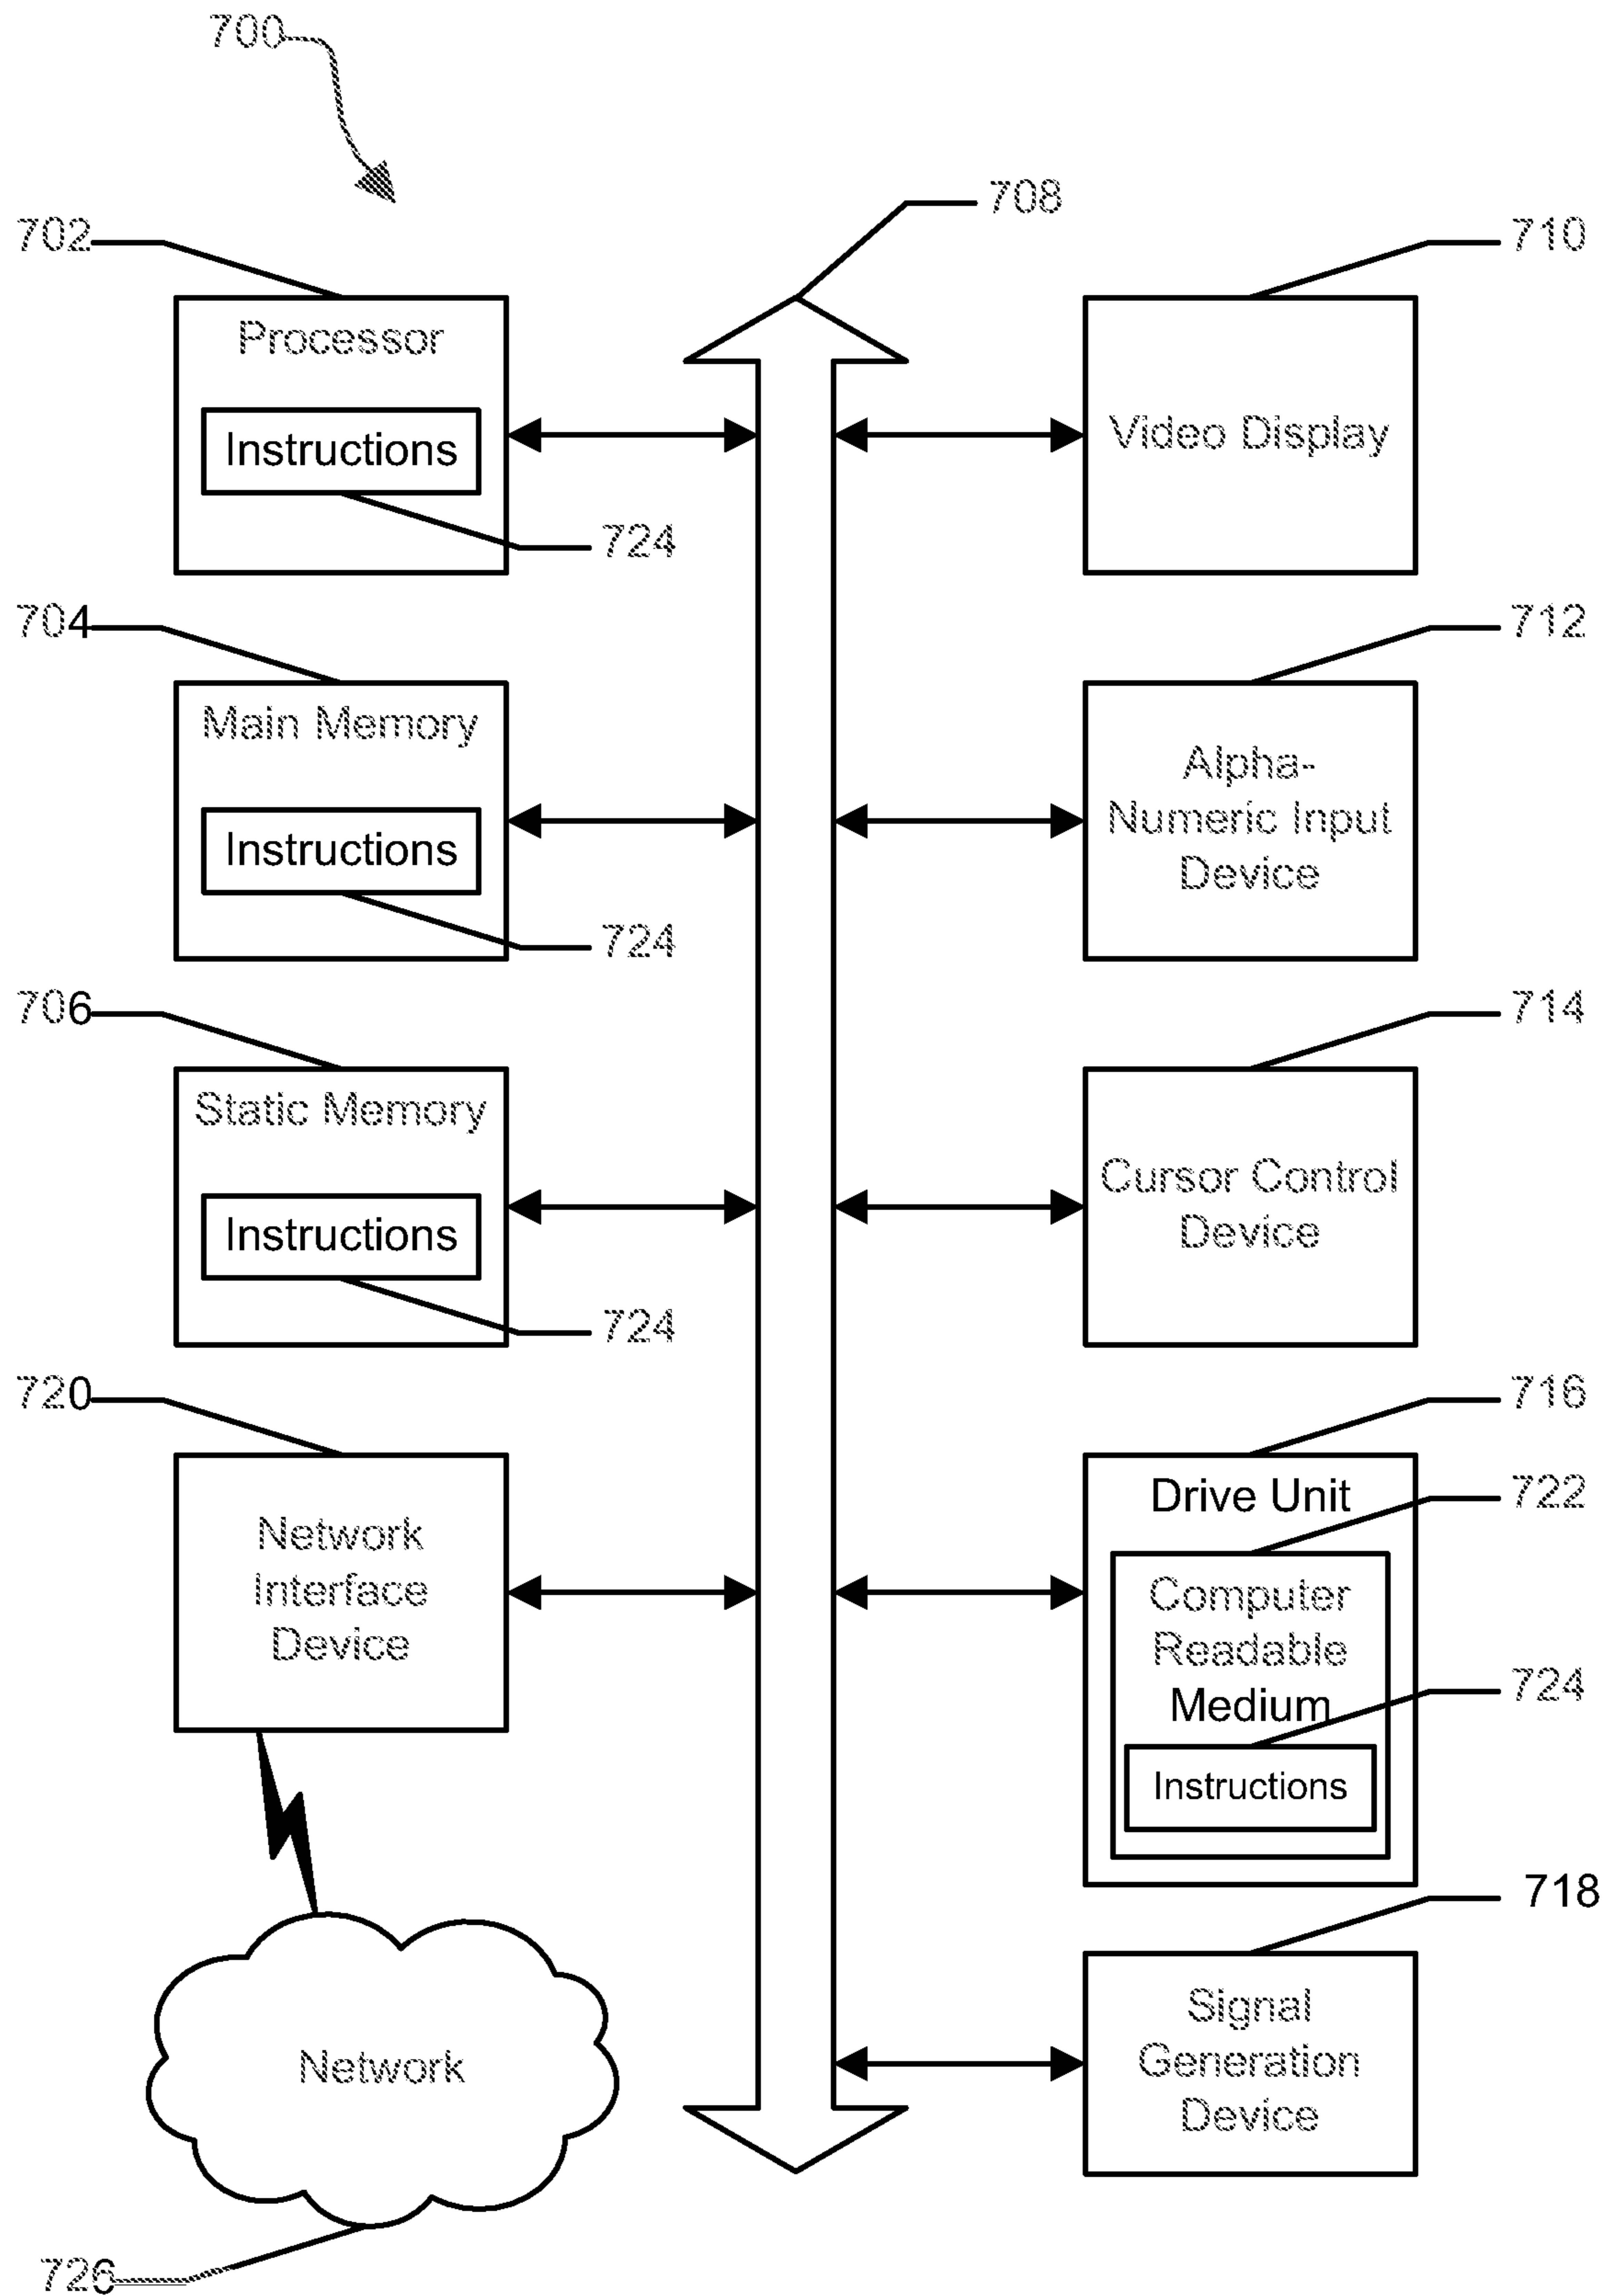 700
708
702
710
Processor
Instructions
Video Display
724
704
712
Main Memory
Alpha-
Numeric Input
Device
Instructions
724
706
714
Static Memory
Cursor Control
Device
Instructions
724
720
716
Drive Unit
722
Network
Interface
Device
Computer
Readable
Medium
724
Instructions
718
Signal
Generation
Device
Network
726